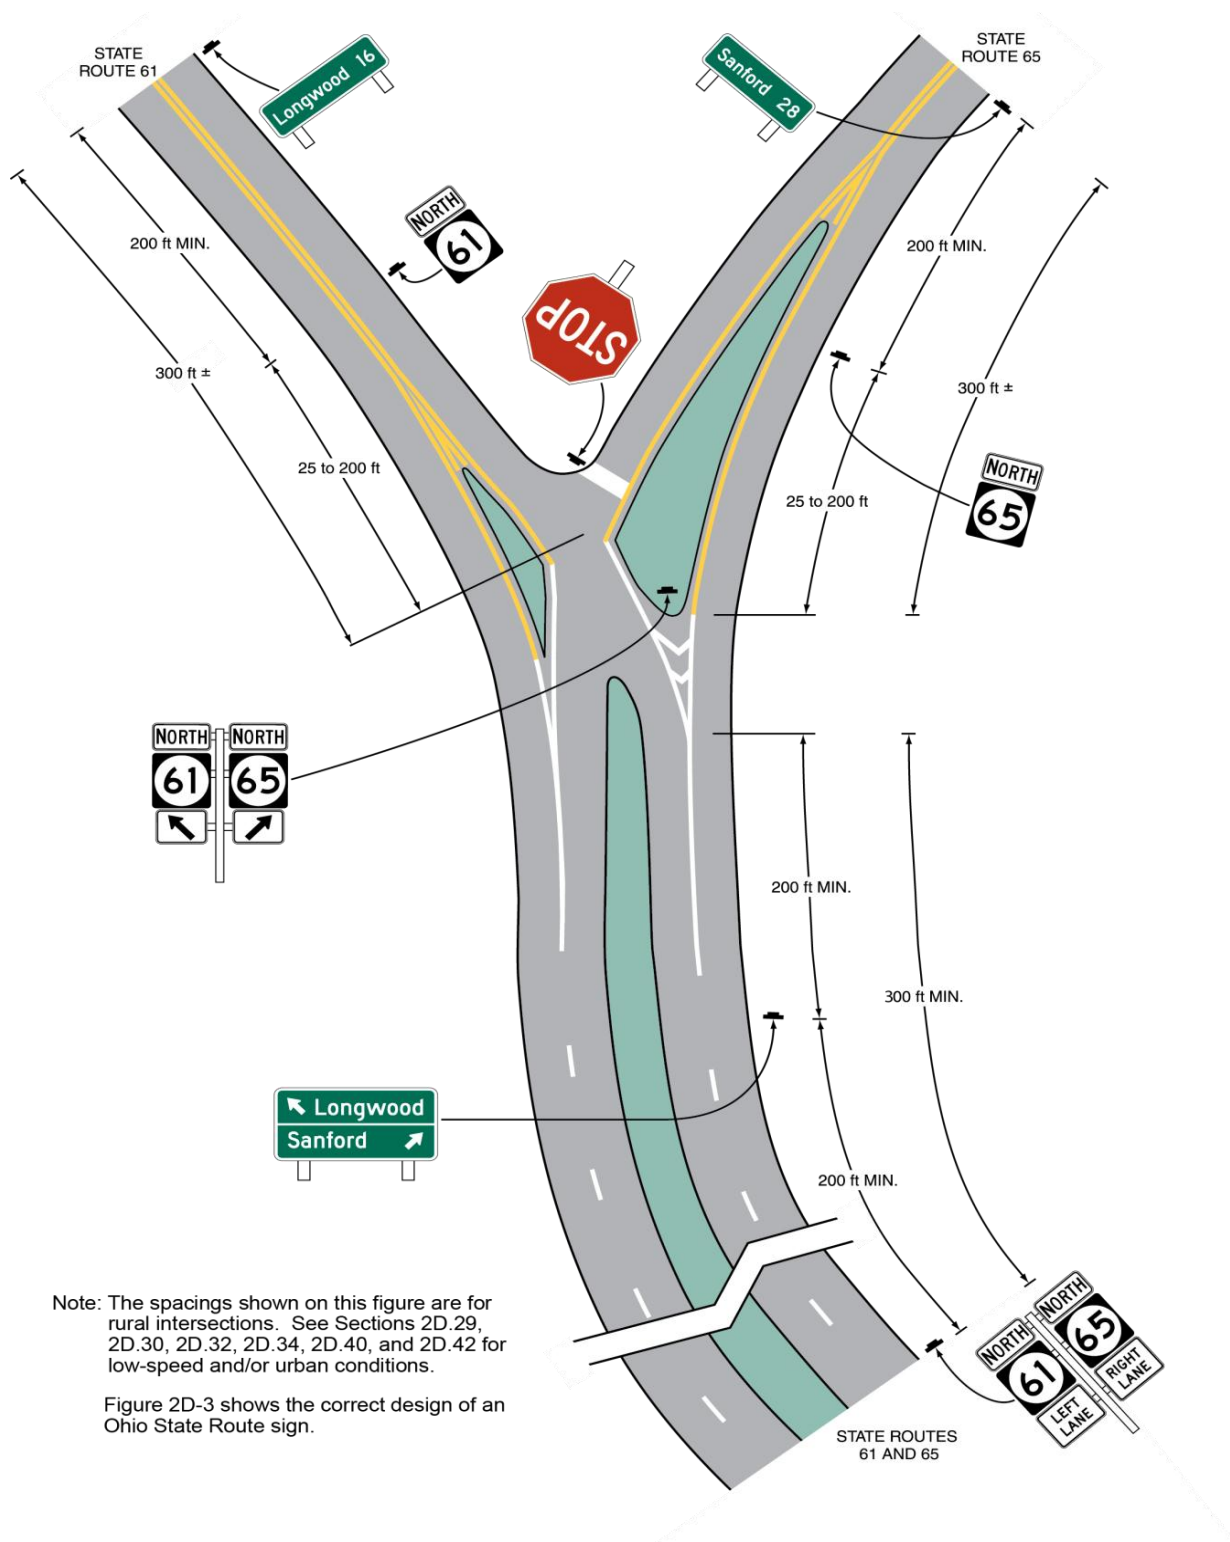 STATE
ROUTE 61
Longwood 16
Sanford 28
STATE
ROUTE 65
NORTH
61
200 ft MIN.
200 ft MIN.
STOP
300 ft ±
300 ft ±
25 to 200 ft
25 to 200 ft
NORTH
65
NORTH NORTH
61 65
200 ft MIN.
300 ft MIN.
Longwood
Sanford
200 ft MIN.
NORTH
65
RIGHT
LANE
NORTH
61
LEFT
LANE
Note: The spacings shown on this figure are for
rural intersections. See Sections 2D.29,
2D.30, 2D.32, 2D.34, 2D.40, and 2D.42 for
low-speed and/or urban conditions.
Figure 2D-3 shows the correct design of an
Ohio State Route sign.
STATE ROUTES
61 AND 65